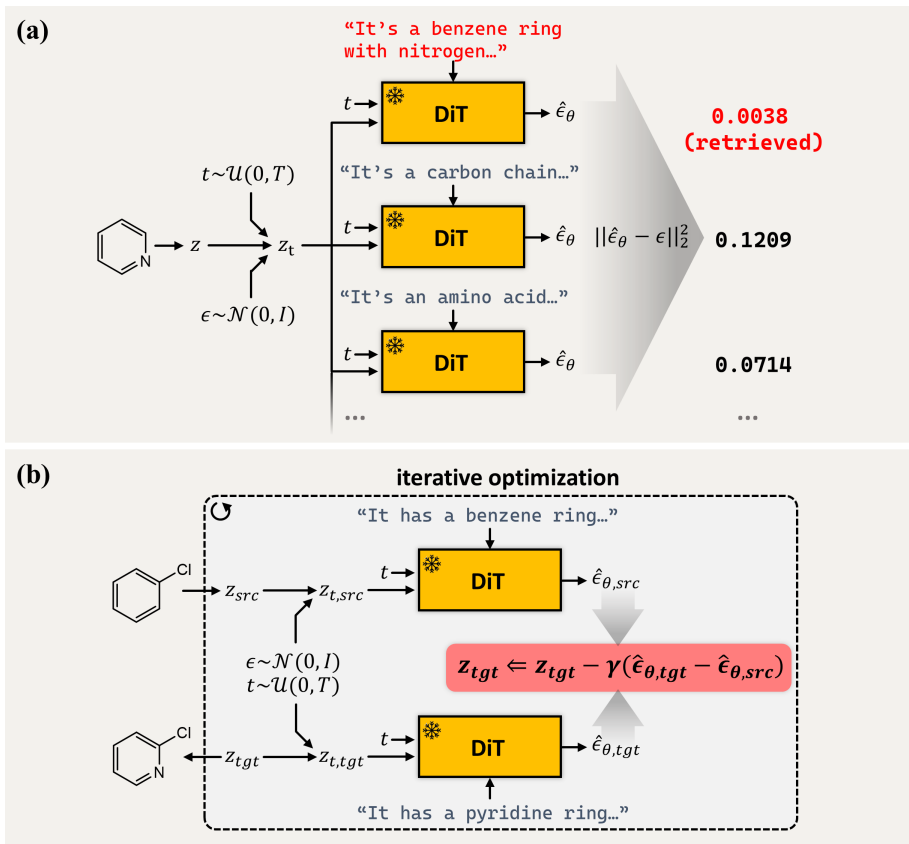 (a)
“It’s a benzene ring
with nitrogen…”
t
DiT
ϵ̂θ
0.0038
(retrieved)
t~𝒰(0, T)
“It’s a carbon chain…”
N
z
zt
t
DiT
ϵ̂θ
||ϵ̂θ − ϵ||₂²
0.1209
ϵ~𝒩(0, I)
“It’s an amino acid…”
t
DiT
ϵ̂θ
0.0714
…
…
(b)
iterative optimization
“It has a benzene ring…”
Cl
zsrc
zt,src
t
DiT
ϵ̂θ,src
ϵ~𝒩(0, I)
t~𝒰(0, T)
ztgt ⇐ ztgt − γ(ϵ̂θ,tgt − ϵ̂θ,src)
Cl
N
ztgt
zt,tgt
t
DiT
ϵ̂θ,tgt
“It has a pyridine ring…”